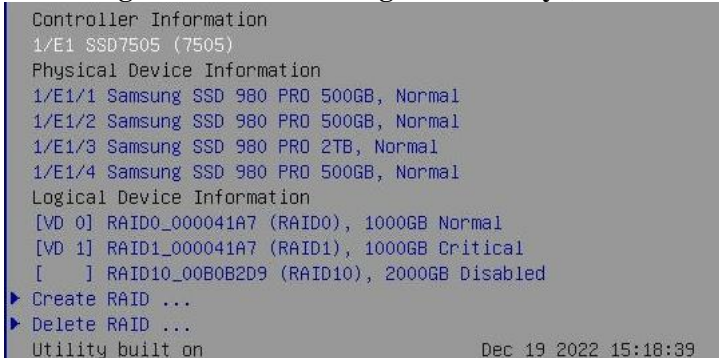 Controller Information
1/E1 SSD7505 (7505)
Physical Device Information
1/E1/1 Samsung SSD 980 PRO 500GB, Normal
1/E1/2 Samsung SSD 980 PRO 500GB, Normal
1/E1/3 Samsung SSD 980 PRO 2TB, Normal
1/E1/4 Samsung SSD 980 PRO 500GB, Normal
Logical Device Information
[VD 0] RAID0_000041A7 (RAID0), 1000GB Normal
[VD 1] RAID1_000041A7 (RAID1), 1000GB Critical
[    ] RAID10_00B0B2D9 (RAID10), 2000GB Disabled
Create RAID ...
Delete RAID ...
Utility built on Dec 19 2022 15:18:39